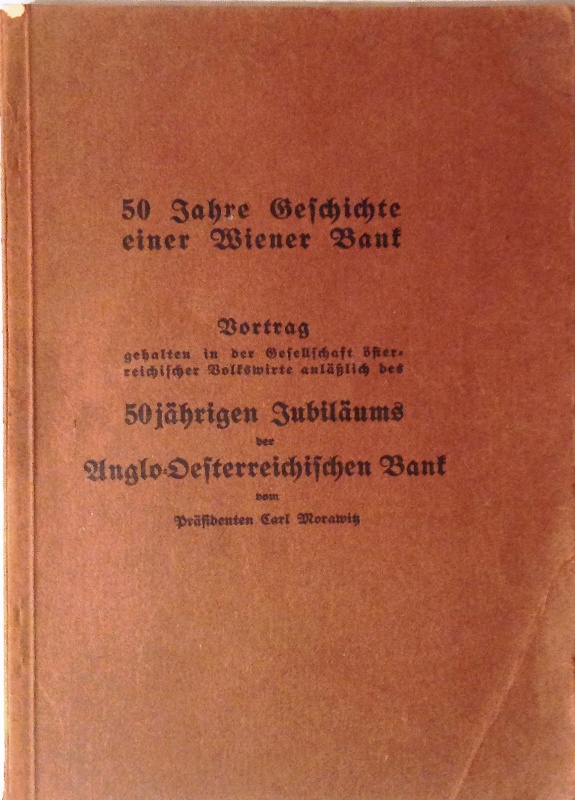 50 Jahre Geschichte
einer Wiener Bank
Vortrag
gehalten in der Gesellschaft öster-
reichischer Volkswirte anläßlich des
50jährigen Jubiläums
der
Anglo-Oesterreichischen Bank
vom
Präsidenten Carl Morawitz